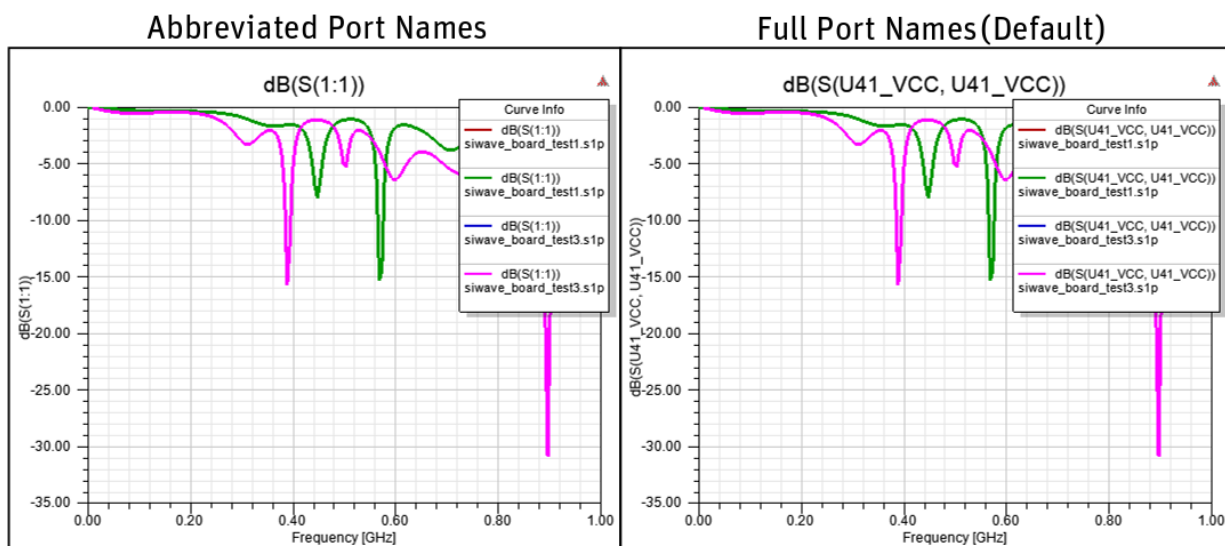 Abbreviated Port Names
dB(S(1:1))
0.00
-5.00
-10.00
-15.00
-20.00
-25.00
-30.00
-35.00
dB(S(1:1))
Curve Info
dB(S(1:1))
siwave_board_test1.s1p
dB(S(1:1))
siwave_board_test1.s1p
dB(S(1:1))
siwave_board_test3.s1p
dB(S(1:1))
siwave_board_test3.s1p
0.00 0.20 0.40 0.60 0.80 1.00
Frequency [GHz]
Full Port Names(Default)
dB(S(U41_VCC, U41_VCC))
0.00
-5.00
-10.00
-15.00
-20.00
-25.00
-30.00
-35.00
dB(S(U41_VCC, U41_VCC))
Curve Info
dB(S(U41_VCC, U41_VCC))
siwave_board_test1.s1p
dB(S(U41_VCC, U41_VCC))
siwave_board_test1.s1p
dB(S(U41_VCC, U41_VCC))
siwave_board_test3.s1p
dB(S(U41_VCC, U41_VCC))
siwave_board_test3.s1p
0.00 0.20 0.40 0.60 0.80 1.00
Frequency [GHz]